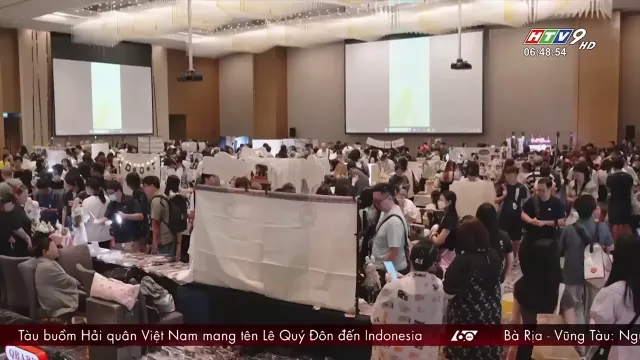 HTV9 HD
06:48:54
Tàu buồm Hải quân Việt Nam mang tên Lê Quý Đôn đến Indonesia
60
Bà Rịa - Vũng Tàu: Ng